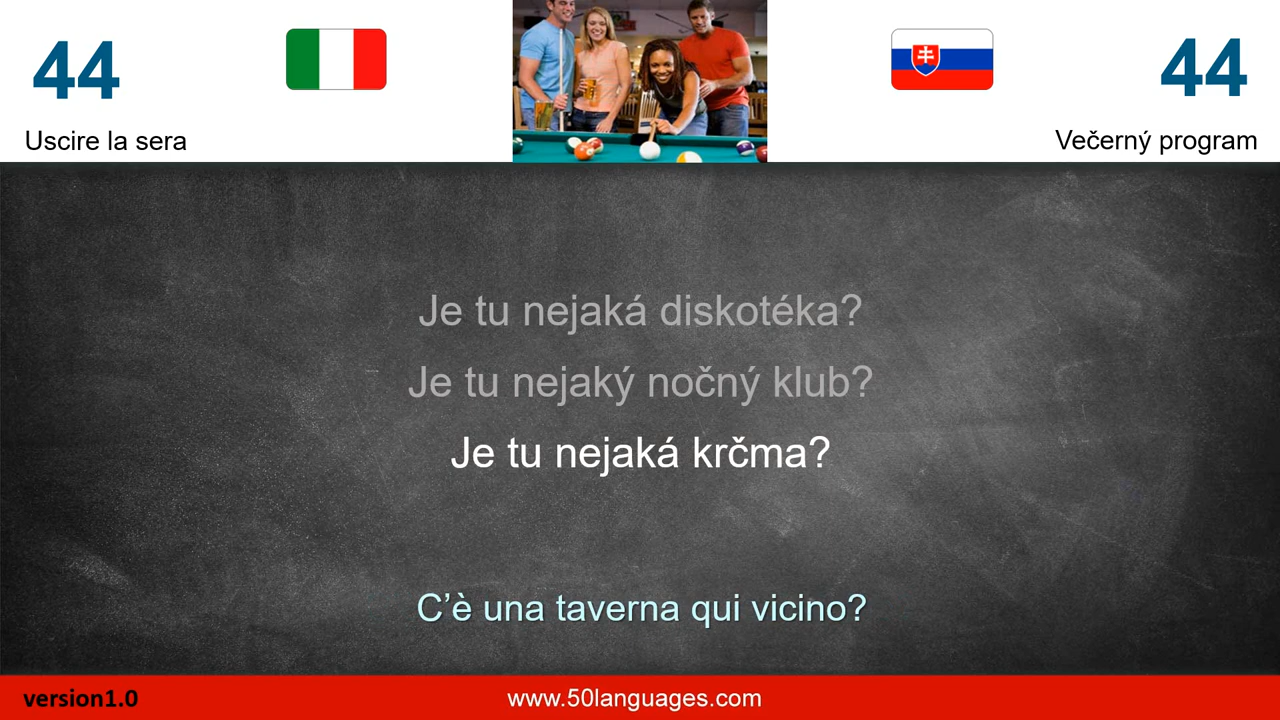 44
44
Uscire la sera
Večerný program
Je tu nejaká diskotéka?
Je tu nejaký nočný klub?
Je tu nejaká krčma?
C’è una taverna qui vicino?
version1.0
www.50languages.com